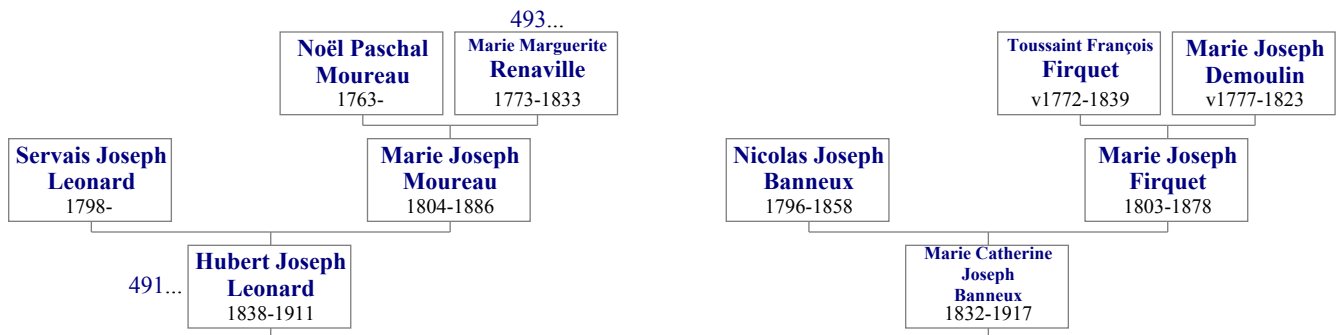 493...
Noël Paschal
Moureau
1763-
Marie Marguerite
Renaville
1773-1833
Toussaint François
Firquet
v1772-1839
Marie Joseph
Demoulin
v1777-1823
Servais Joseph
Leonard
1798-
Marie Joseph
Moureau
1804-1886
Nicolas Joseph
Banneux
1796-1858
Marie Joseph
Firquet
1803-1878
491...
Hubert Joseph
Leonard
1838-1911
Marie Catherine
Joseph
Banneux
1832-1917